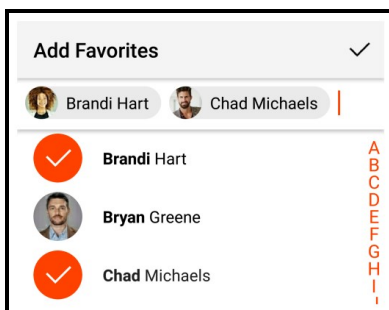 Add Favorites
Brandi Hart Chad Michaels
Brandi Hart
Bryan Greene
Chad Michaels
A
B
C
D
E
F
G
H
I